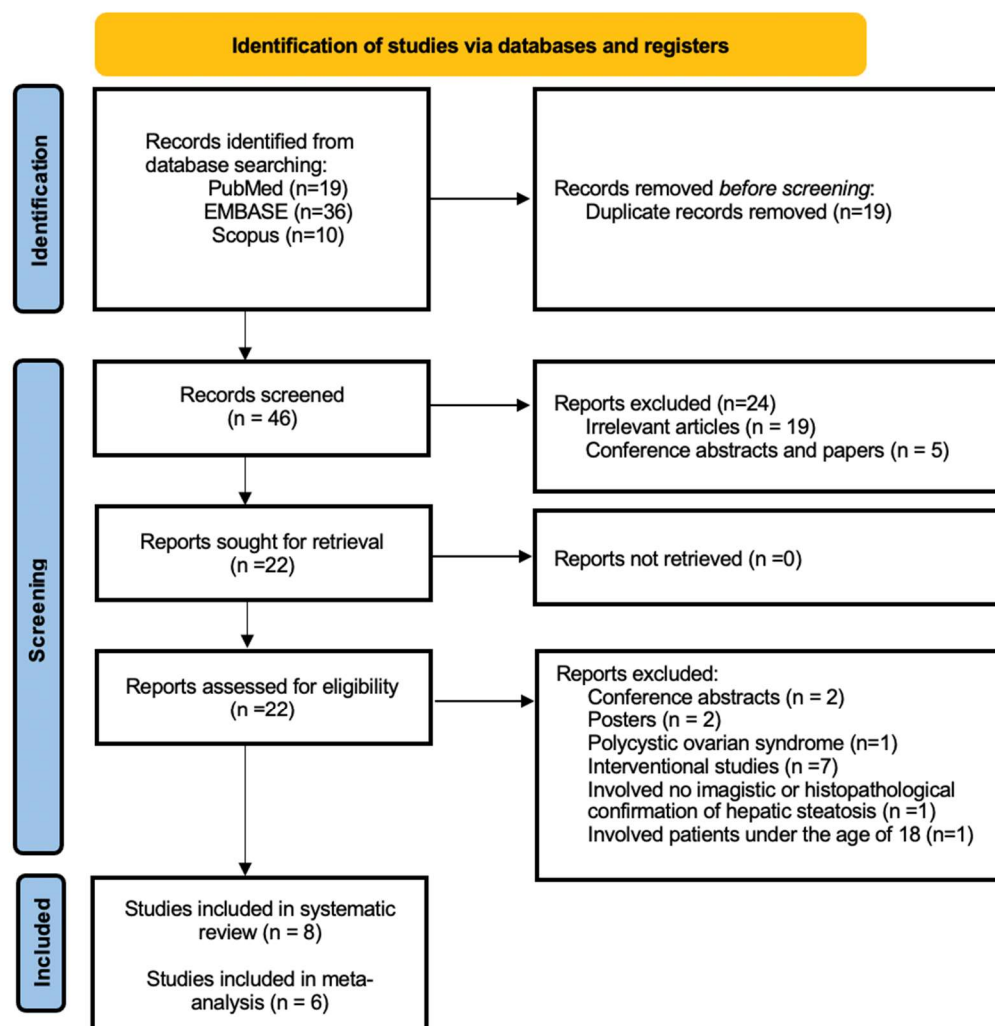 Identification of studies via databases and registers
Identification
Records identified from
database searching:
PubMed (n=19)
EMBASE (n=36)
Scopus (n=10)
Records removed before screening:
Duplicate records removed (n=19)
Screening
Records screened
(n = 46)
Reports excluded (n=24)
Irrelevant articles (n = 19)
Conference abstracts and papers (n = 5)
Reports sought for retrieval
(n =22)
Reports not retrieved (n =0)
Reports assessed for eligibility
(n =22)
Reports excluded:
Conference abstracts (n = 2)
Posters (n = 2)
Polycystic ovarian syndrome (n=1)
Interventional studies (n =7)
Involved no imagistic or histopathological
confirmation of hepatic steatosis (n =1)
Involved patients under the age of 18 (n=1)
Included
Studies included in systematic
review (n = 8)
Studies included in meta-
analysis (n = 6)